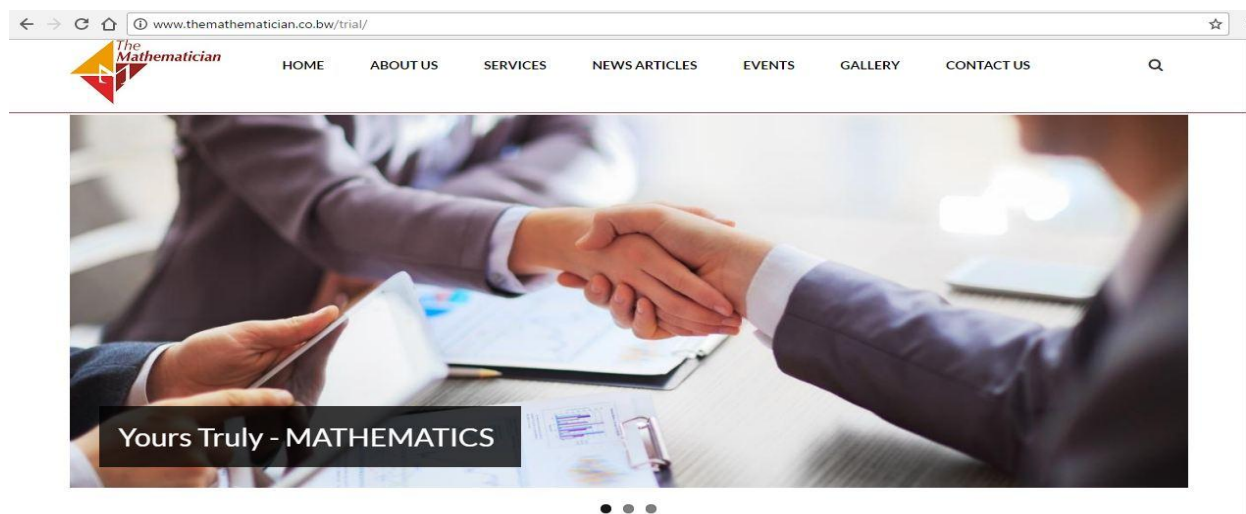 www.themathematician.co.bw/trial/
The
Mathematician
HOME ABOUT US SERVICES NEWS ARTICLES EVENTS GALLERY CONTACT US
Yours Truly - MATHEMATICS